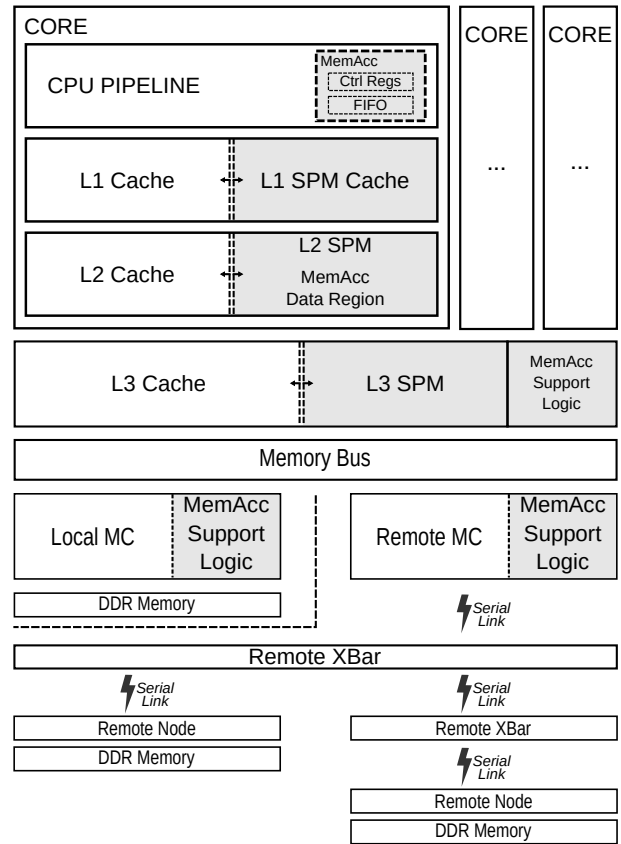 CORE
CPU PIPELINE
MemAcc
Ctrl Regs
FIFO
L1 Cache
L1 SPM Cache
L2 Cache
L2 SPM
MemAcc
Data Region
CORE
...
CORE
...
L3 Cache
L3 SPM
MemAcc
Support
Logic
Memory Bus
Local MC
MemAcc
Support
Logic
DDR Memory
Remote MC
MemAcc
Support
Logic
Serial
Link
Remote XBar
Serial
Link
Remote Node
DDR Memory
Serial
Link
Remote XBar
Serial
Link
Remote Node
DDR Memory